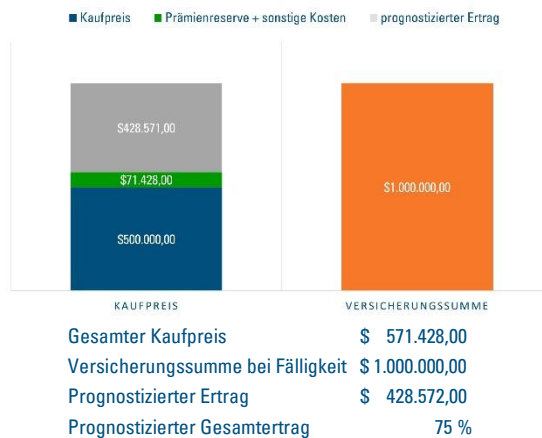 Kaufpreis Prämienreserve + sonstige Kosten prognostizierter Ertrag
$428.571,00
$71.428,00
$1.000.000,00
$500.000,00
KAUFPREIS VERSICHERUNGSSUMME
Gesamter Kaufpreis $ 571.428,00
Versicherungssumme bei Fälligkeit $ 1.000.000,00
Prognostizierter Ertrag $ 428.572,00
Prognostizierter Gesamtertrag 75 %